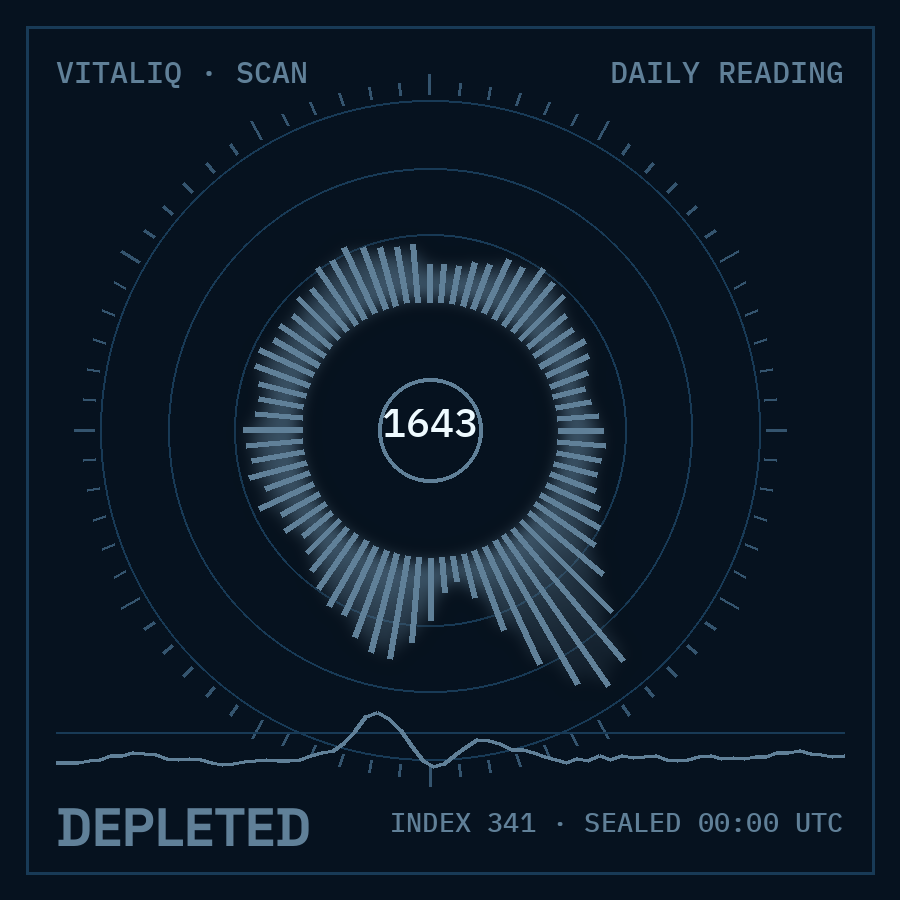 VITALIQ · SCAN
DAILY READING
1643
DEPLETED
INDEX 341 · SEALED 00:00 UTC